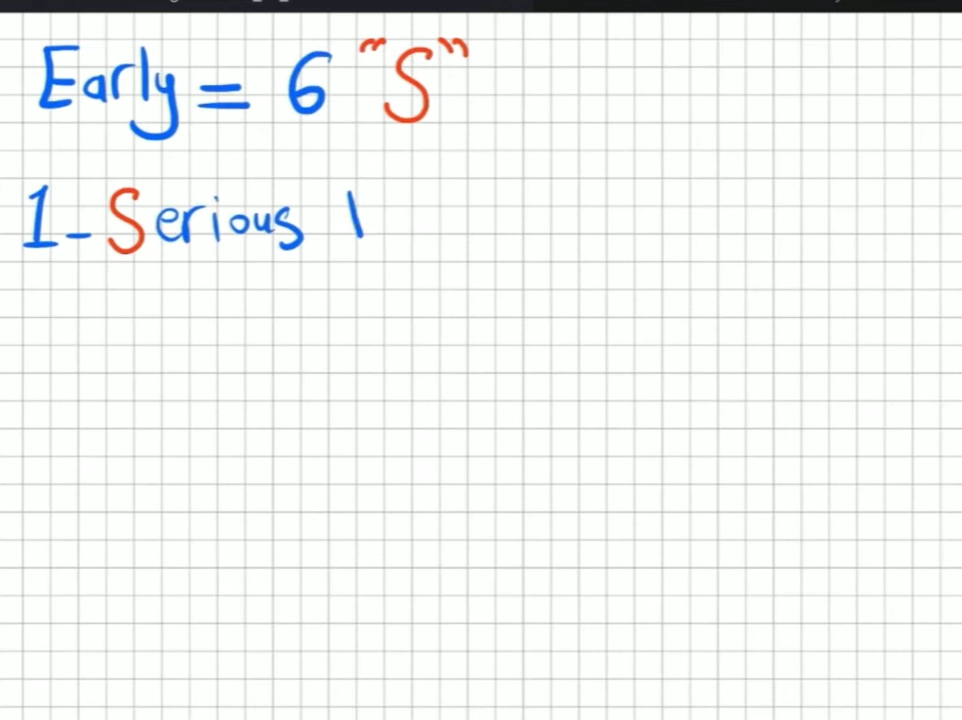 Early = 6 "S"
1- Serious